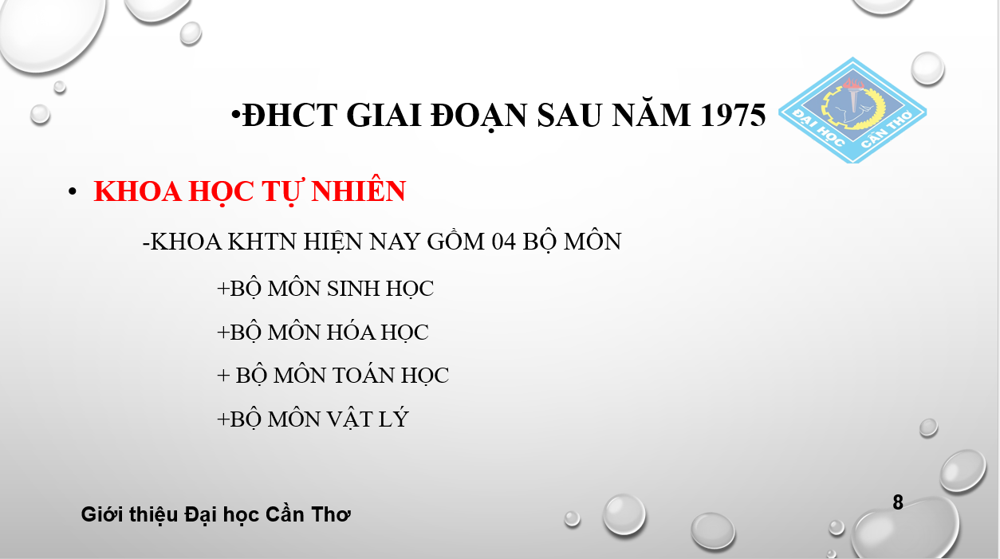 •ĐHCT GIAI ĐOẠN SAU NĂM 1975
ĐẠI HỌC CẦN THƠ
• KHOA HỌC TỰ NHIÊN
-KHOA KHTN HIỆN NAY GỒM 04 BỘ MÔN
+BỘ MÔN SINH HỌC
+BỘ MÔN HÓA HỌC
+ BỘ MÔN TOÁN HỌC
+BỘ MÔN VẬT LÝ
Giới thiệu Đại học Cần Thơ
8